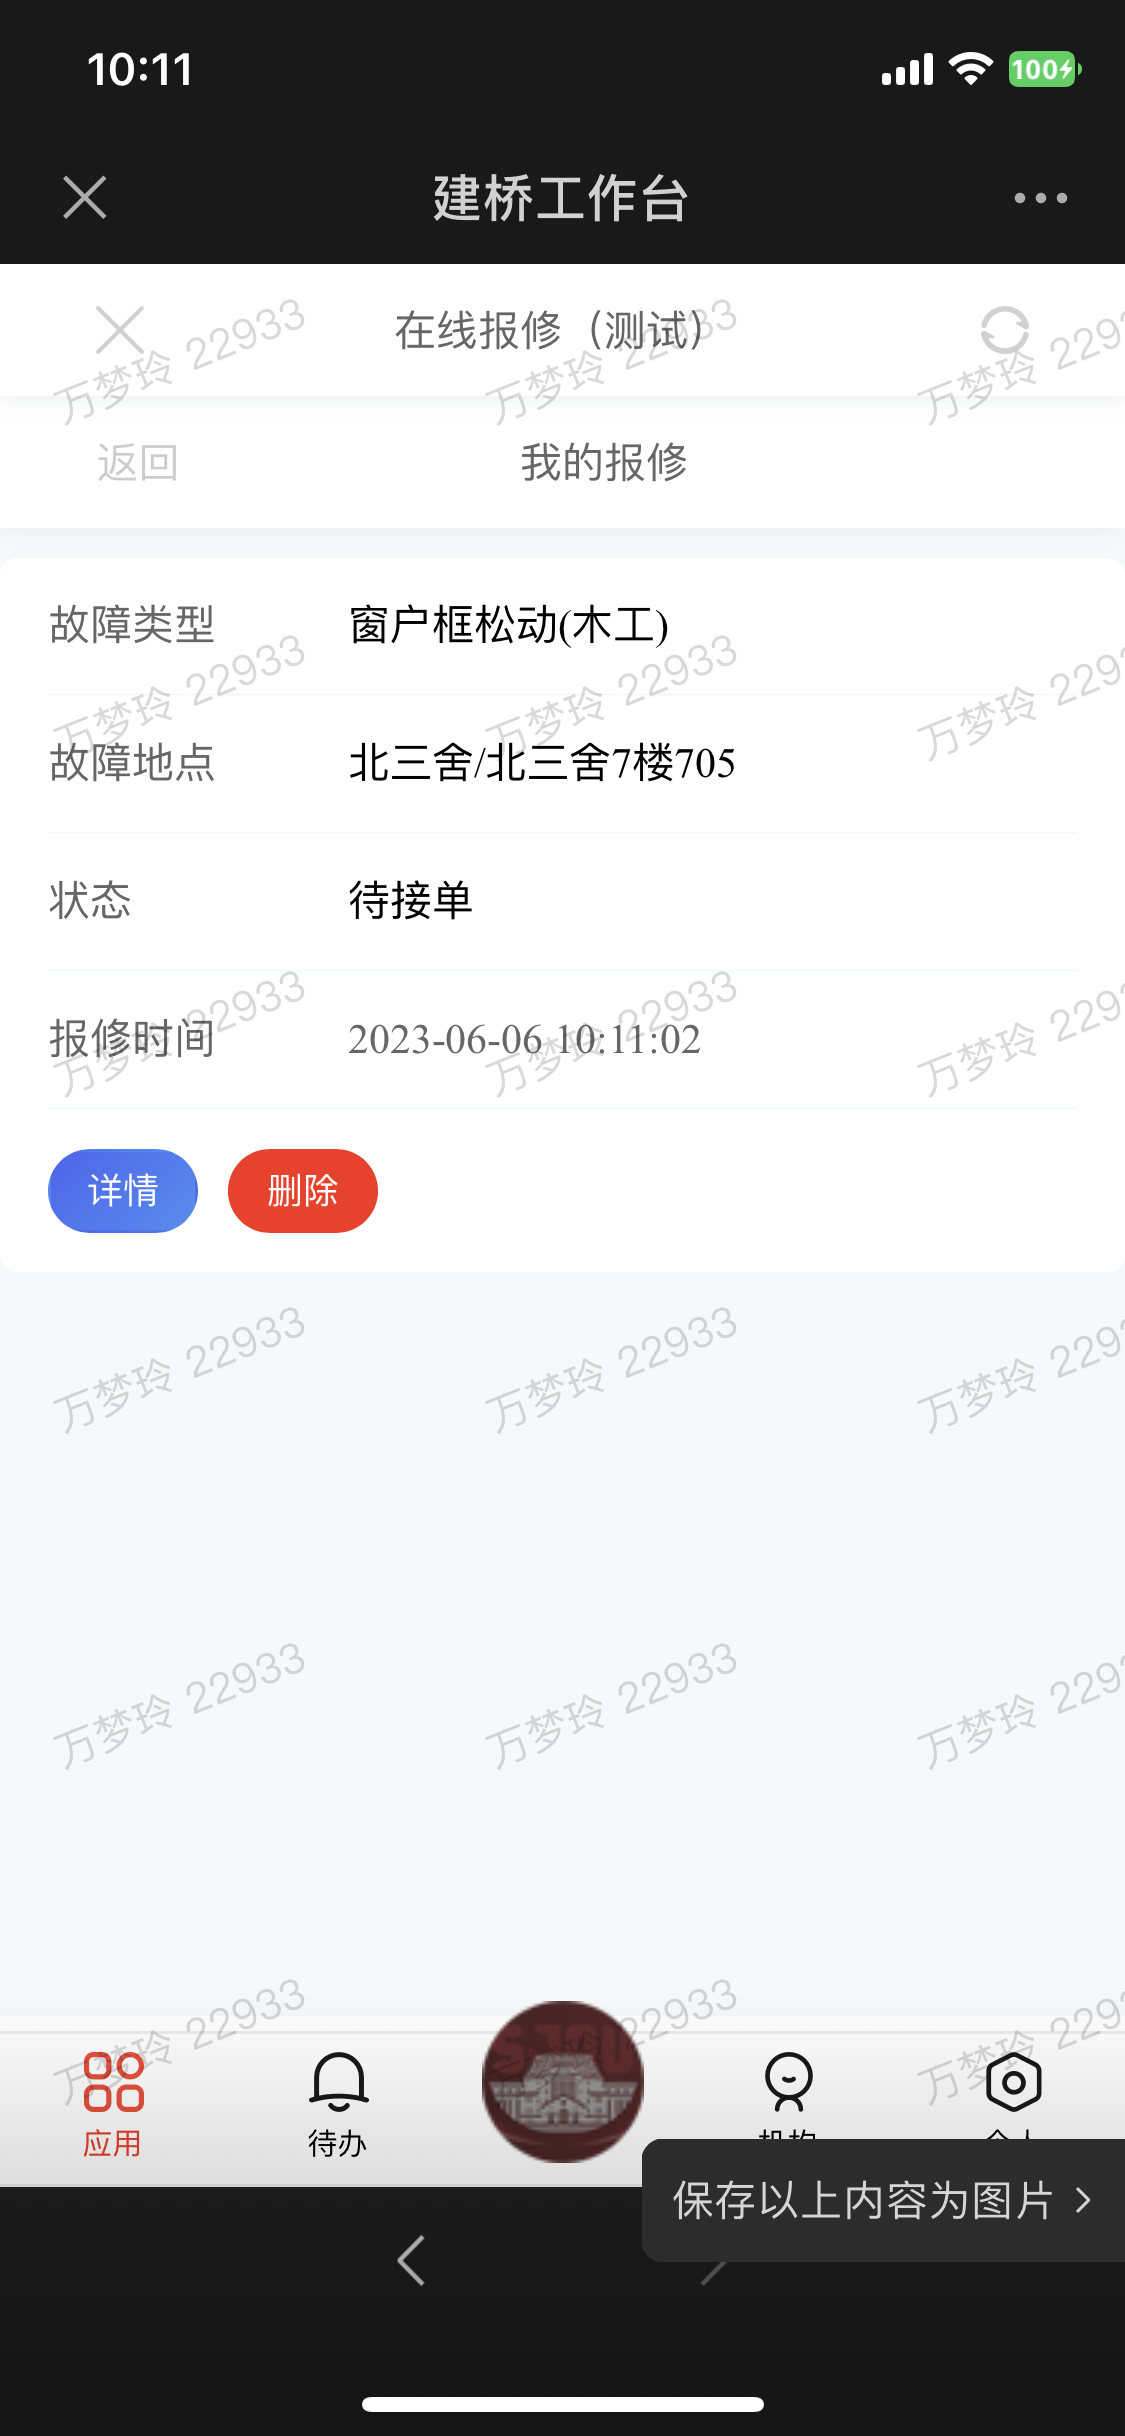 10:11
100
建桥工作台
在线报修（测试）
返回
我的报修
故障类型
窗户框松动(木工)
故障地点
北三舍/北三舍7楼705
状态
待接单
报修时间
2023-06-06 10:11:02
详情
删除
万梦玲 22933
应用
待办
机构
个人
保存以上内容为图片